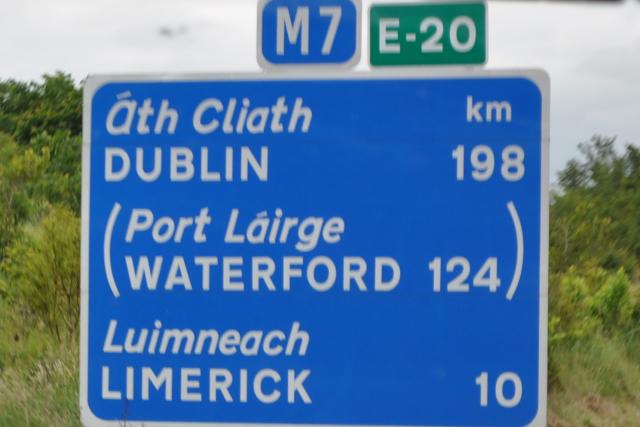 M7 E-20
Áth Cliath km
DUBLIN 198
(Port Láirge
WATERFORD 124)
Luimneach
LIMERICK 10